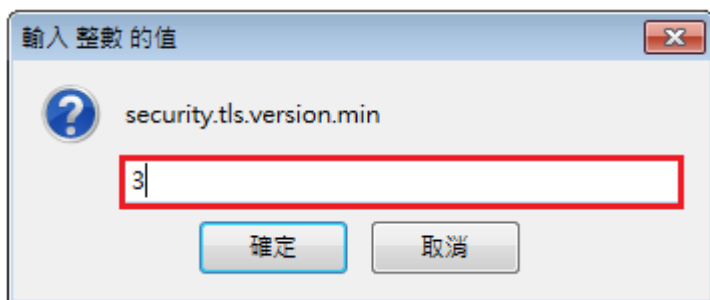 輸入 整數 的值
security.tls.version.min
3
確定
取消